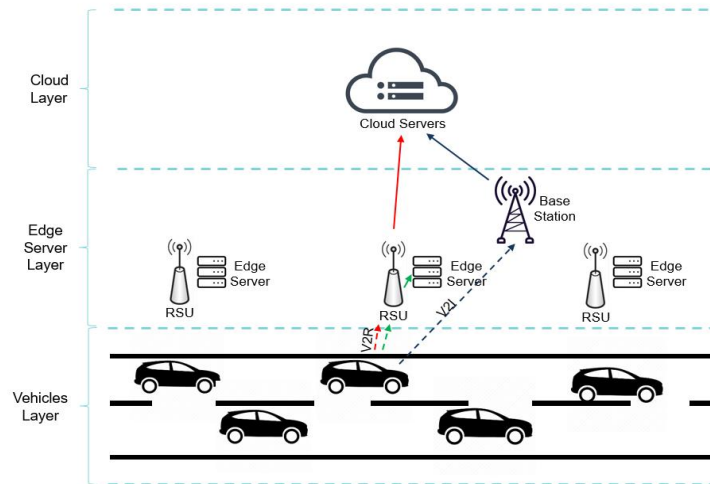 Cloud
Layer
Cloud Servers
Edge
Server
Layer
Base
Station
Edge
Server
RSU
Edge
Server
RSU
Edge
Server
RSU
V2R
V2I
Vehicles
Layer